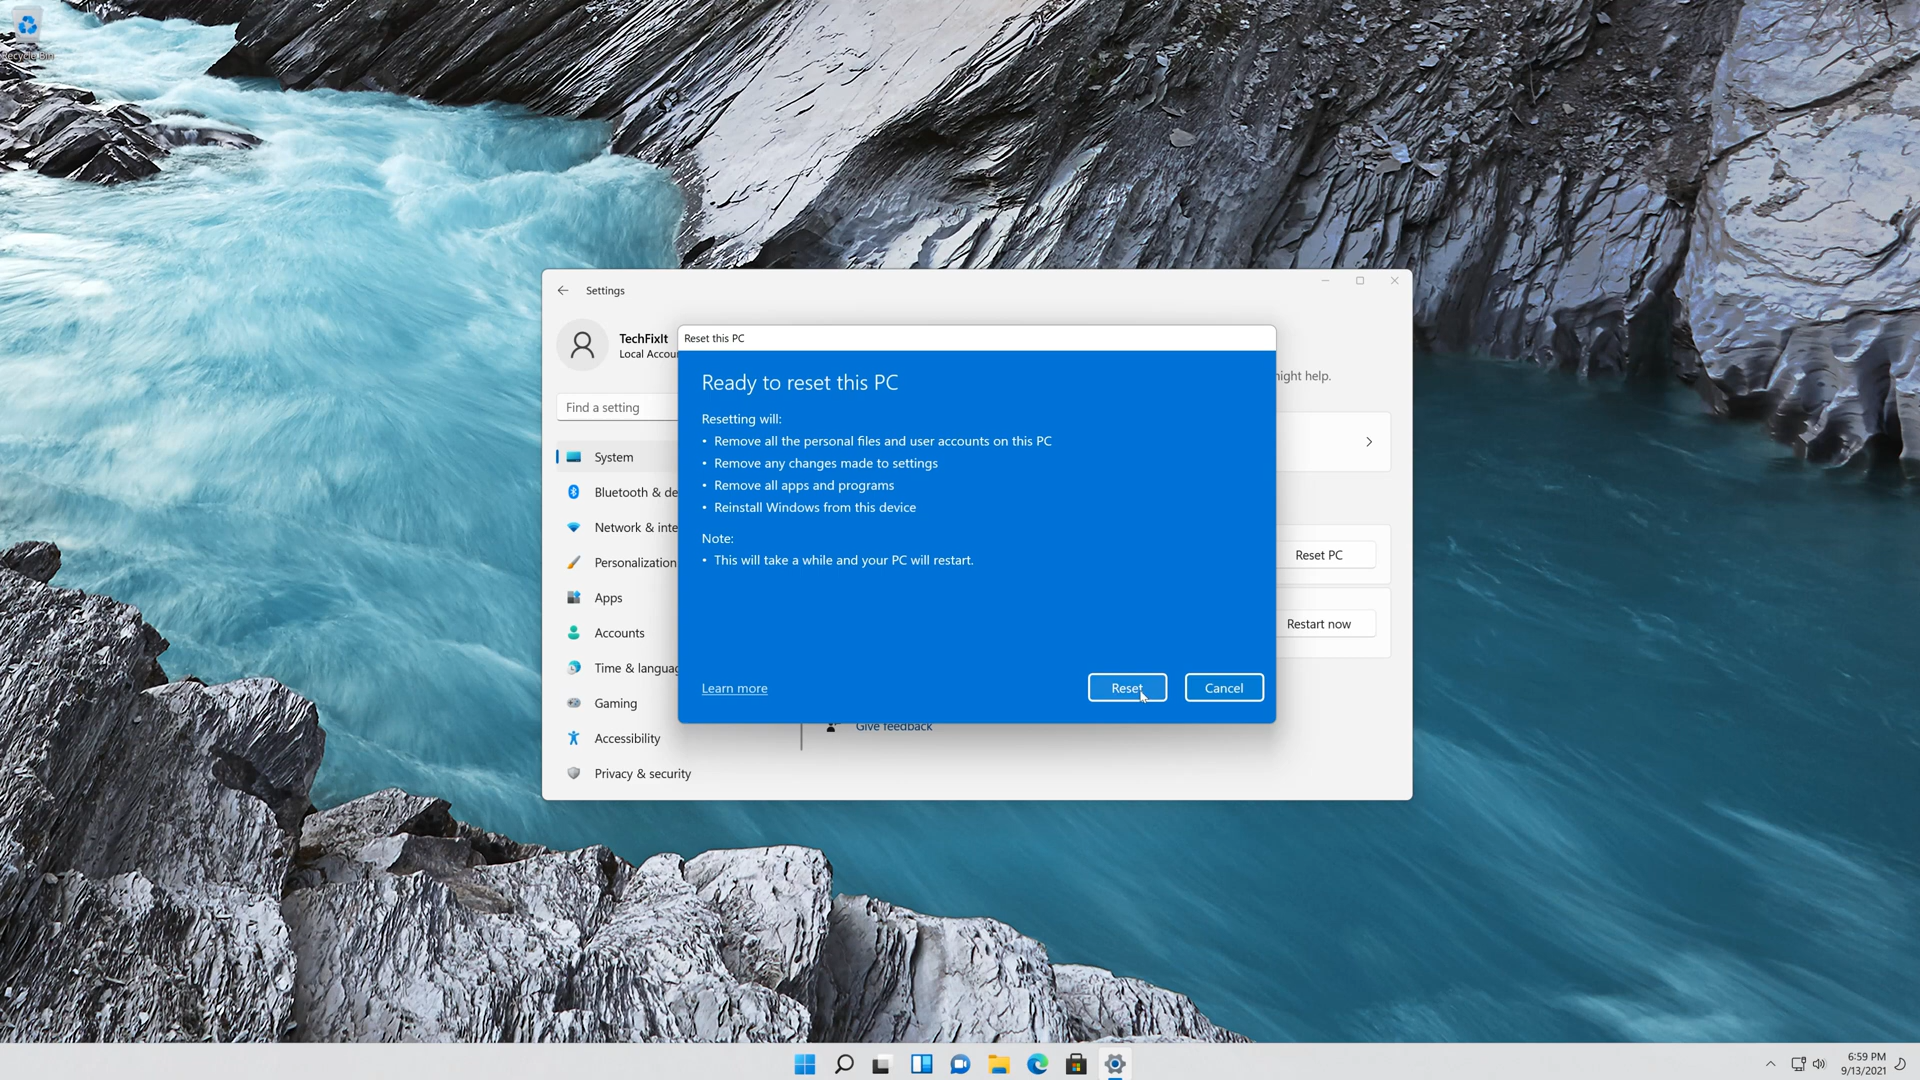 Recycle Bin
Settings
TechFixIt
Local Accou
Find a setting
System
Bluetooth & de
Network & inte
Personalization
Apps
Accounts
Time & languag
Gaming
Accessibility
Privacy & security
Reset this PC
Ready to reset this PC
Resetting will:
• Remove all the personal files and user accounts on this PC
• Remove any changes made to settings
• Remove all apps and programs
• Reinstall Windows from this device
Note:
• This will take a while and your PC will restart.
Learn more
Reset
Cancel
might help.
Reset PC
Restart now
Give feedback
6:59 PM
9/13/2021